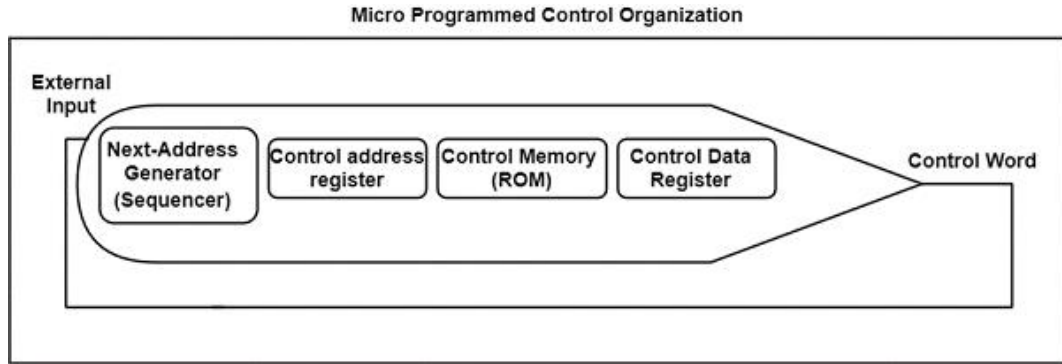 Micro Programmed Control Organization
External
Input
Next-Address
Generator
(Sequencer)
Control address
register
Control Memory
(ROM)
Control Data
Register
Control Word